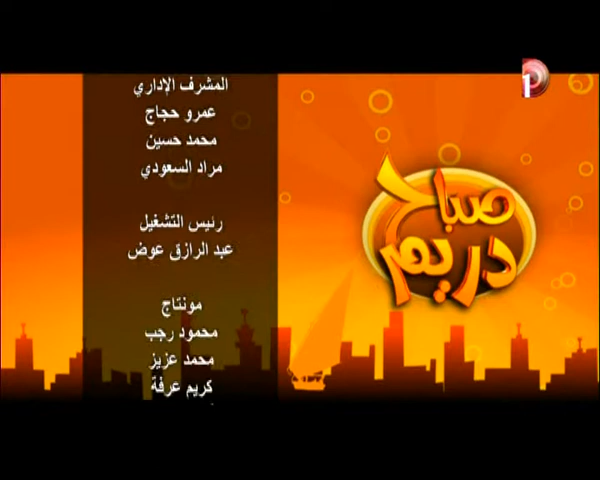 المشرف الإداري
عمرو حجاج
محمد حسين
مراد السعودي
رئيس التشغيل
عبد الرازق عوض
مونتاج
محمود رجب
محمد عزيز
كريم عرفة
صباح
دريم
1